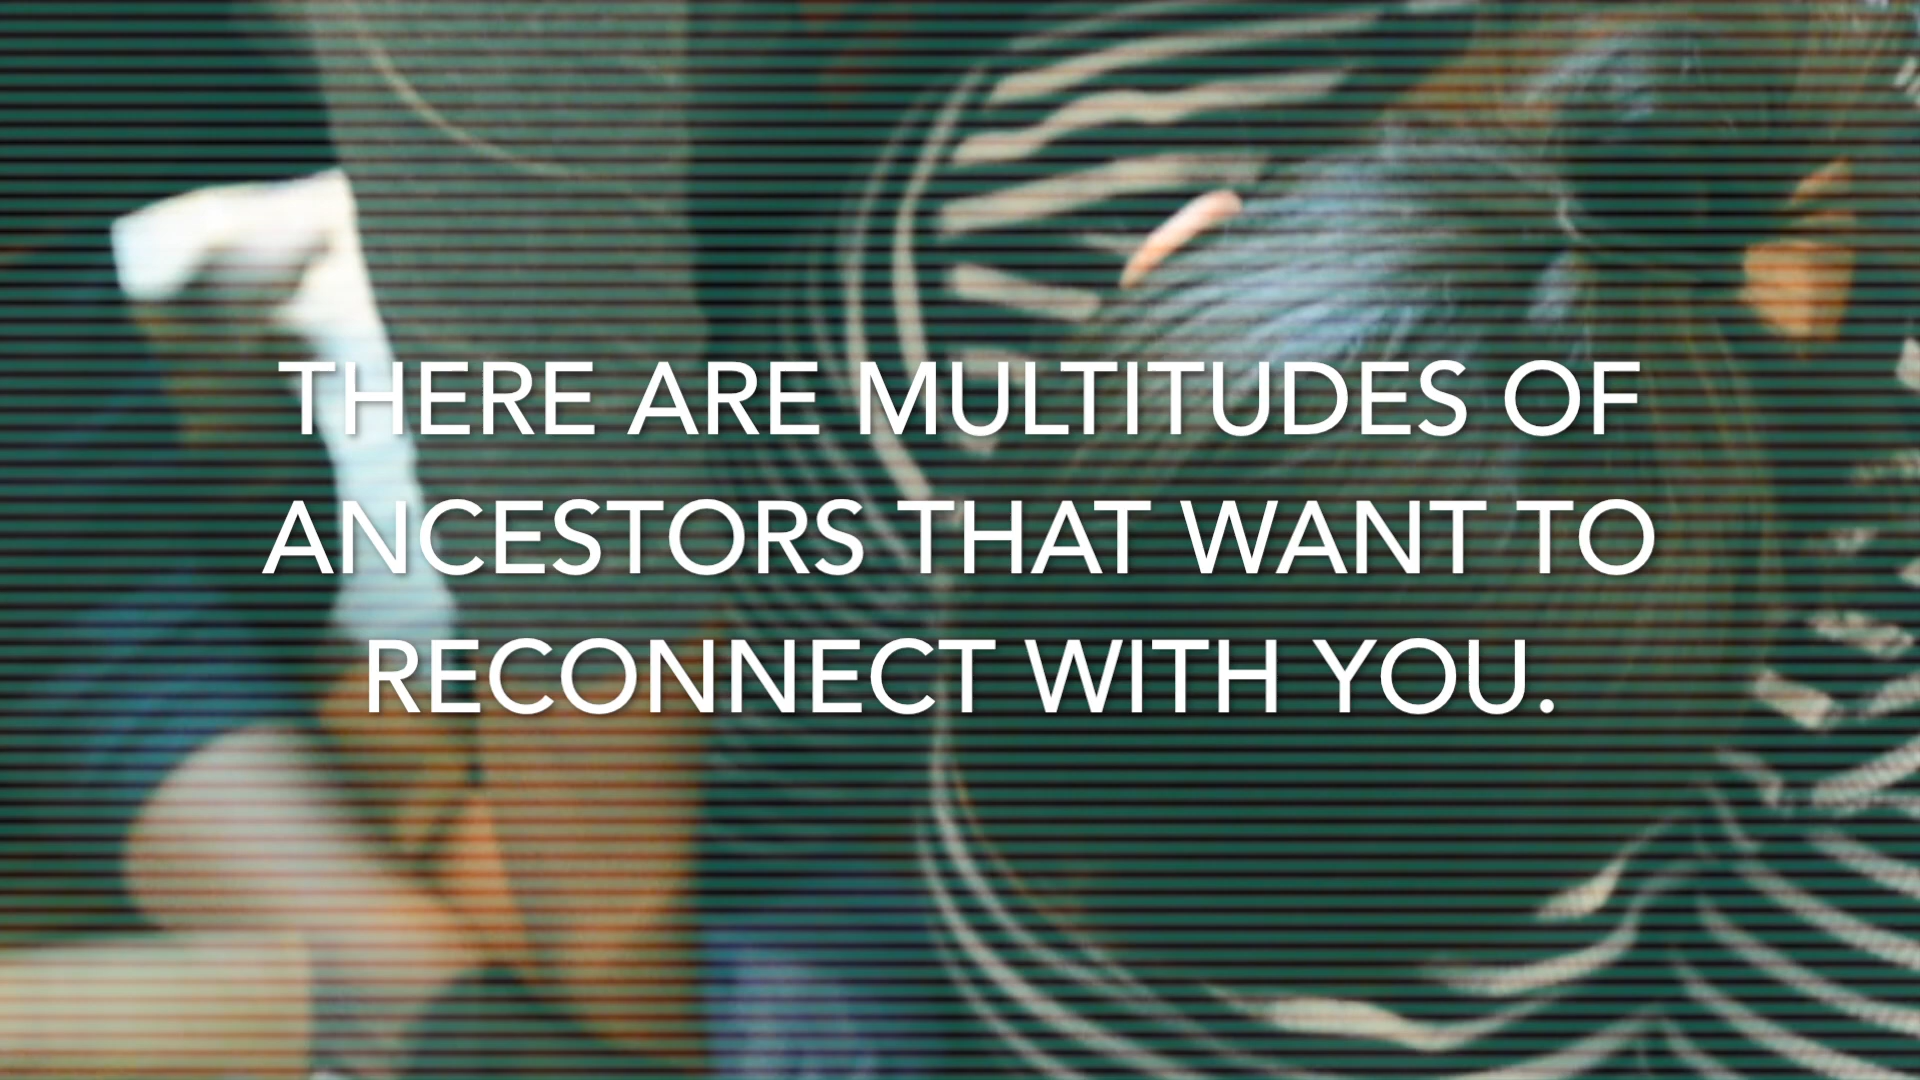 THERE ARE MULTITUDES OF
ANCESTORS THAT WANT TO
RECONNECT WITH YOU.